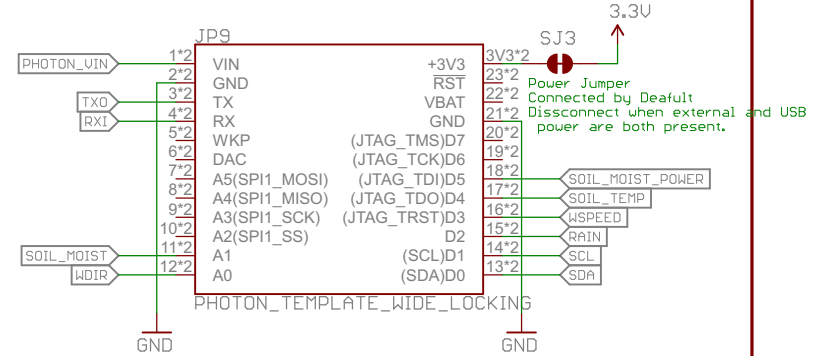 3.3V
JP9
SJ3
PHOTON_VIN 1*2 VIN +3V3 3V3*2
2*2 GND RST 23*2
TXO 3*2 TX VBAT 22*2
RXI 4*2 RX GND 21*2
5*2 WKP (JTAG_TMS)D7 20*2
6*2 DAC (JTAG_TCK)D6 19*2
7*2 A5(SPI1_MOSI) (JTAG_TDI)D5 18*2 SOIL_MOIST_POWER
8*2 A4(SPI1_MISO) (JTAG_TDO)D4 17*2 SOIL_TEMP
9*2 A3(SPI1_SCK) (JTAG_TRST)D3 16*2 WSPEED
10*2 A2(SPI1_SS) D2 15*2 RAIN
SOIL_MOIST 11*2 A1 (SCL)D1 14*2 SCL
WDIR 12*2 A0 (SDA)D0 13*2 SDA
Power Jumper
Connected by Deafult
Dissconnect when external and USB
power are both present.
PHOTON_TEMPLATE_WIDE_LOCKING
GND GND